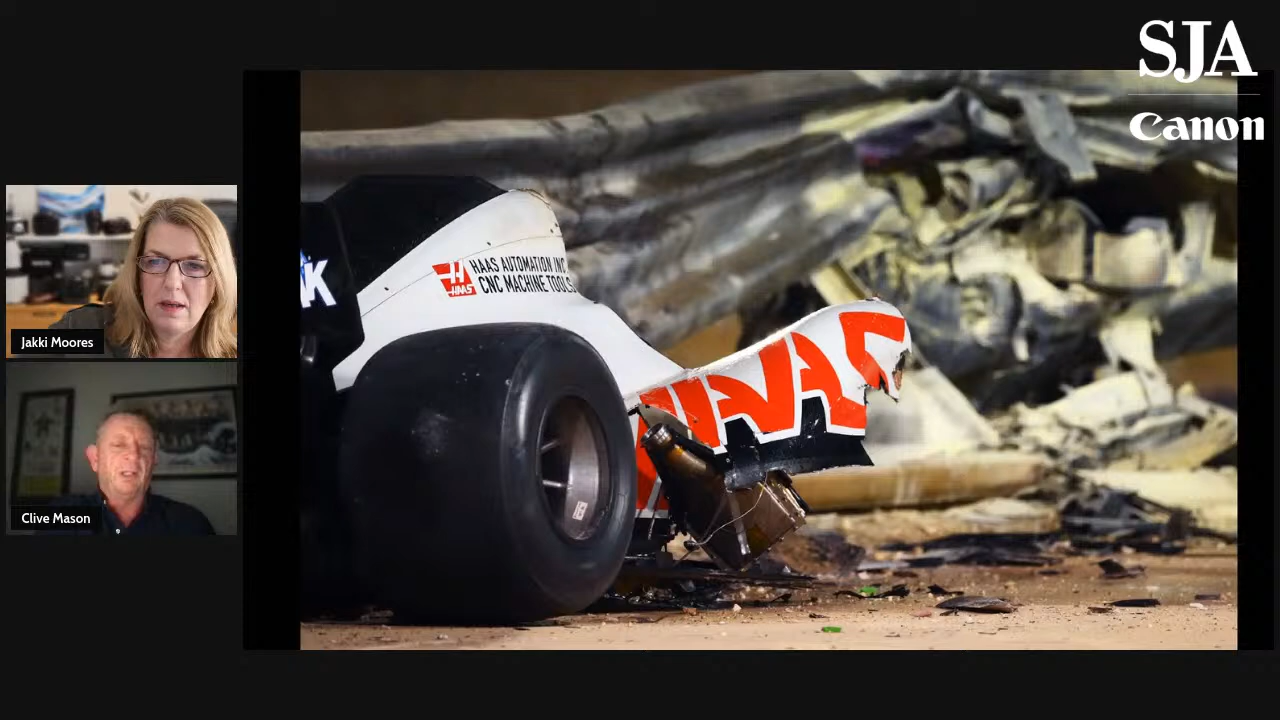 SJA
Canon
Jakki Moores
Clive Mason
HAAS AUTOMATION INC
CNC MACHINE TOOLS
HAAS